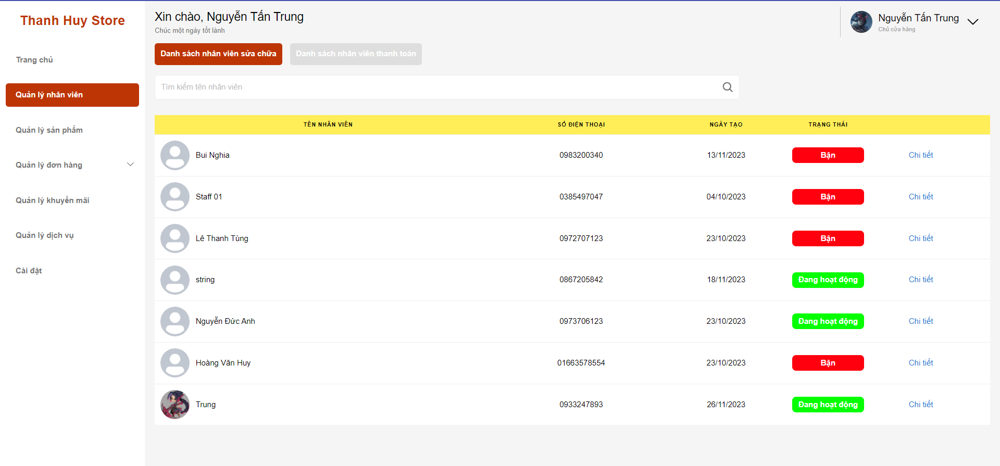 Thanh Huy Store
Trang chủ
Quản lý nhân viên
Quản lý sản phẩm
Quản lý đơn hàng
Quản lý khuyến mãi
Quản lý dịch vụ
Cài đặt
Xin chào, Nguyễn Tấn Trung
Chúc một ngày tốt lành
Nguyễn Tấn Trung
Chủ cửa hàng
Danh sách nhân viên sửa chữa Danh sách nhân viên thanh toán
Tìm kiếm tên nhân viên
TÊN NHÂN VIÊN SỐ ĐIỆN THOẠI NGÀY TẠO TRẠNG THÁI
Bui Nghia 0983200340 13/11/2023 Bận Chi tiết
Staff 01 0385497047 04/10/2023 Bận Chi tiết
Lê Thanh Tùng 0972707123 23/10/2023 Bận Chi tiết
string 0867205842 18/11/2023 Đang hoạt động Chi tiết
Nguyễn Đức Anh 0973706123 23/10/2023 Đang hoạt động Chi tiết
Hoàng Văn Huy 01663578554 23/10/2023 Bận Chi tiết
Trung 0933247893 26/11/2023 Đang hoạt động Chi tiết